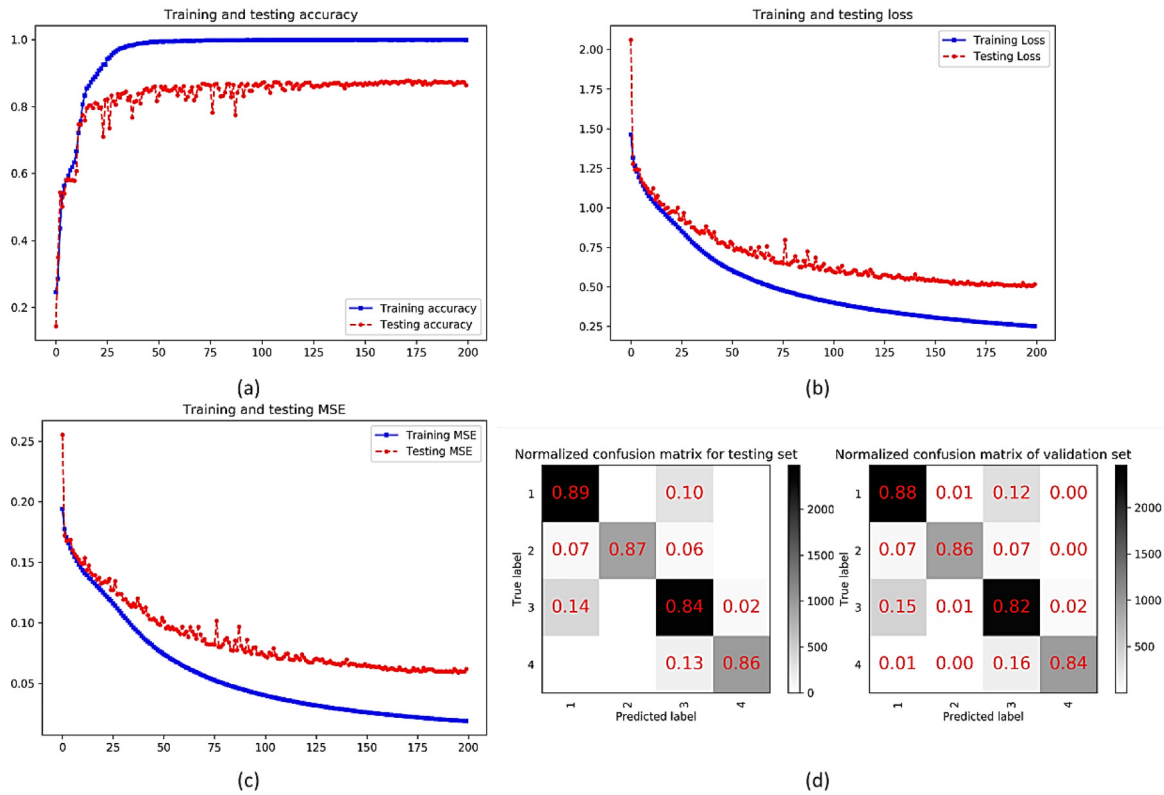 Training and testing accuracy
1.0
0.8
0.6
0.4
0.2
Training accuracy
Testing accuracy
0 25 50 75 100 125 150 175 200
(a)
Training and testing loss
2.00
1.75
1.50
1.25
1.00
0.75
0.50
0.25
Training Loss
Testing Loss
0 25 50 75 100 125 150 175 200
(b)
Training and testing MSE
0.25
0.20
0.15
0.10
0.05
Training MSE
Testing MSE
0 25 50 75 100 125 150 175 200
(c)
Normalized confusion matrix for testing set
True label
1 0.89 0.10
2 0.07 0.87 0.06
3 0.14 0.84 0.02
4 0.13 0.86
1 2 3 4
Predicted label
2000
1500
1000
500
0
Normalized confusion matrix of validation set
True label
1 0.88 0.01 0.12 0.00
2 0.07 0.86 0.07 0.00
3 0.15 0.01 0.82 0.02
4 0.01 0.00 0.16 0.84
1 2 3 4
Predicted label
2000
1500
1000
500
(d)